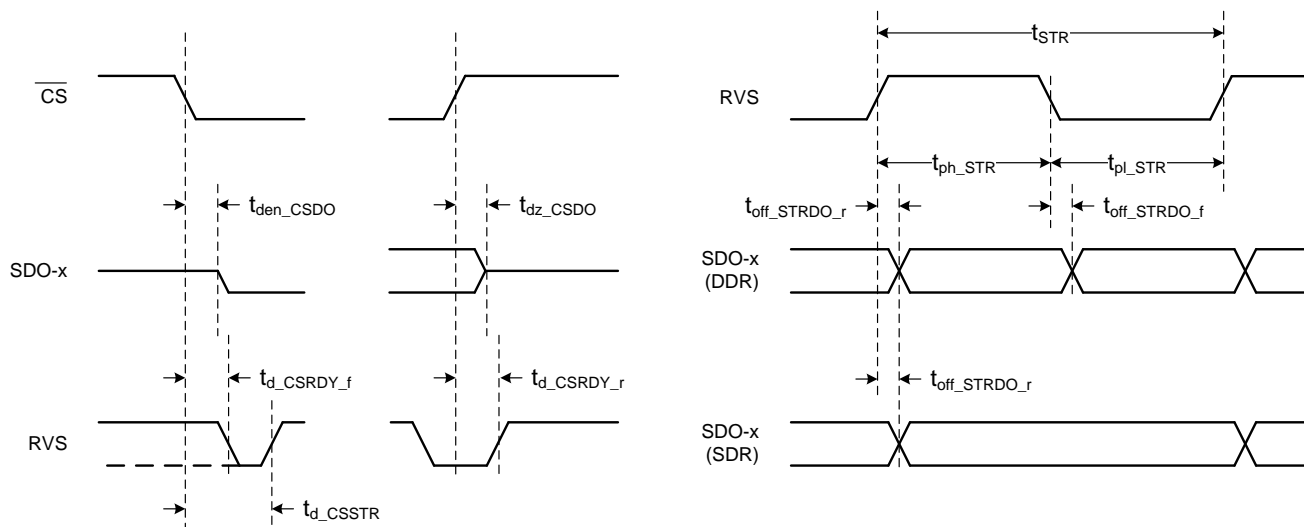 CS
t_den_CSDO
t_dz_CSDO
SDO-x
t_d_CSRDY_f
t_d_CSRDY_r
RVS
t_d_CSSTR
t_STR
RVS
t_ph_STR
t_pl_STR
t_off_STRDO_r
t_off_STRDO_f
SDO-x
(DDR)
t_off_STRDO_r
SDO-x
(SDR)